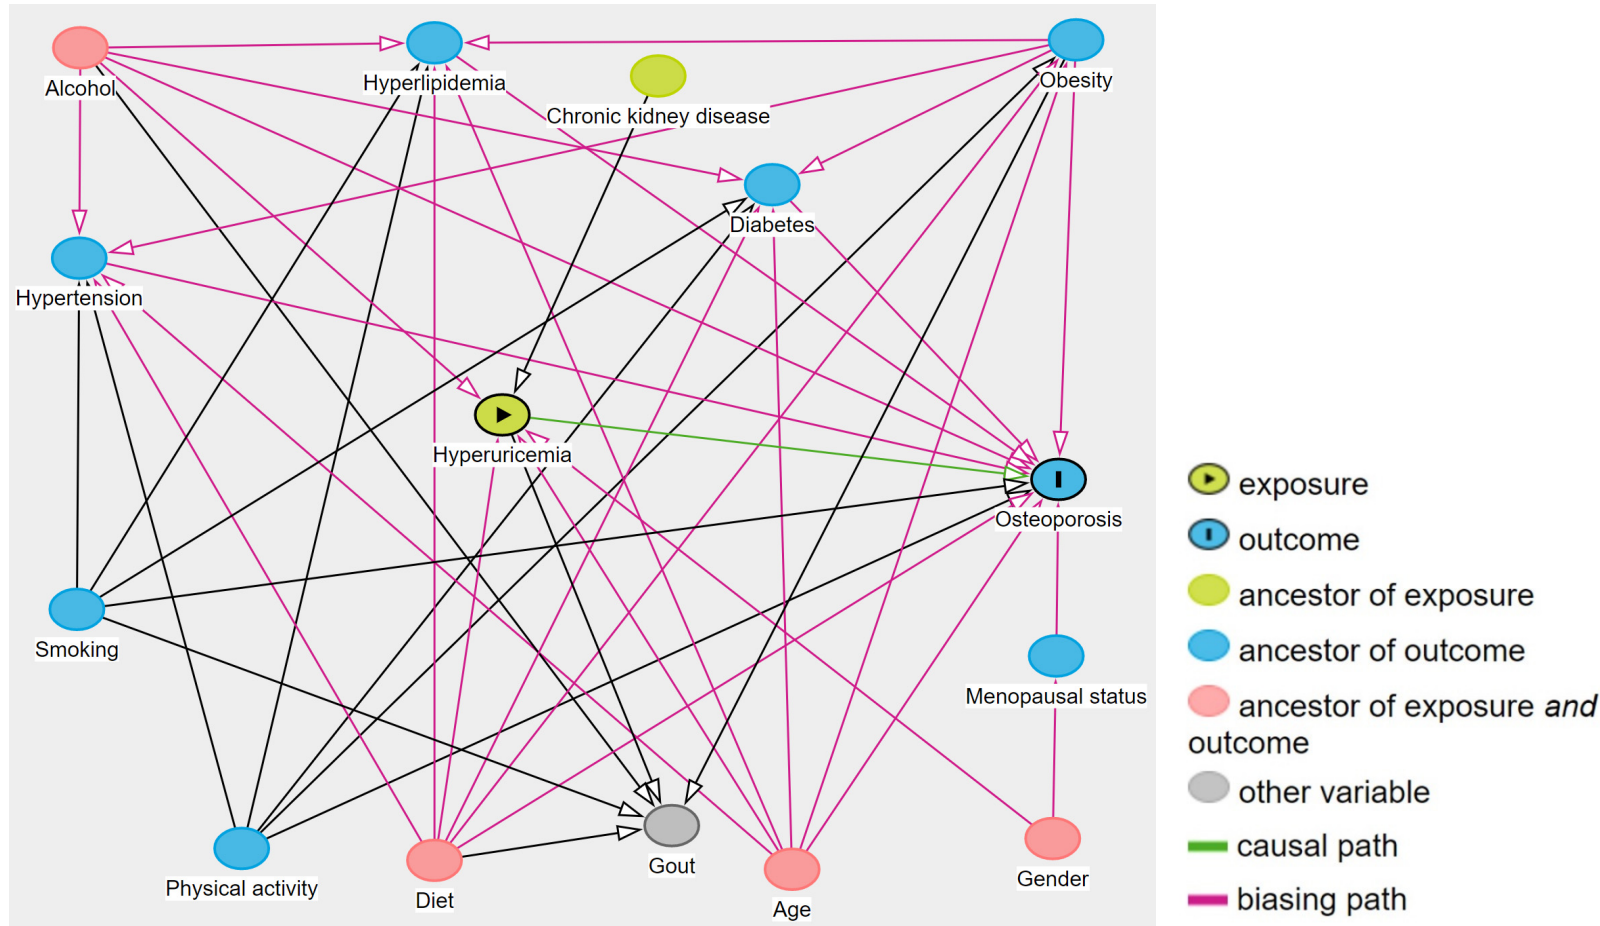 Alcohol
Hyperlipidemia
Obesity
Chronic kidney disease
Diabetes
Hypertension
Hyperuricemia
Osteoporosis
Smoking
Menopausal status
Physical activity
Diet
Gout
Age
Gender
exposure
outcome
ancestor of exposure
ancestor of outcome
ancestor of exposure and
outcome
other variable
causal path
biasing path